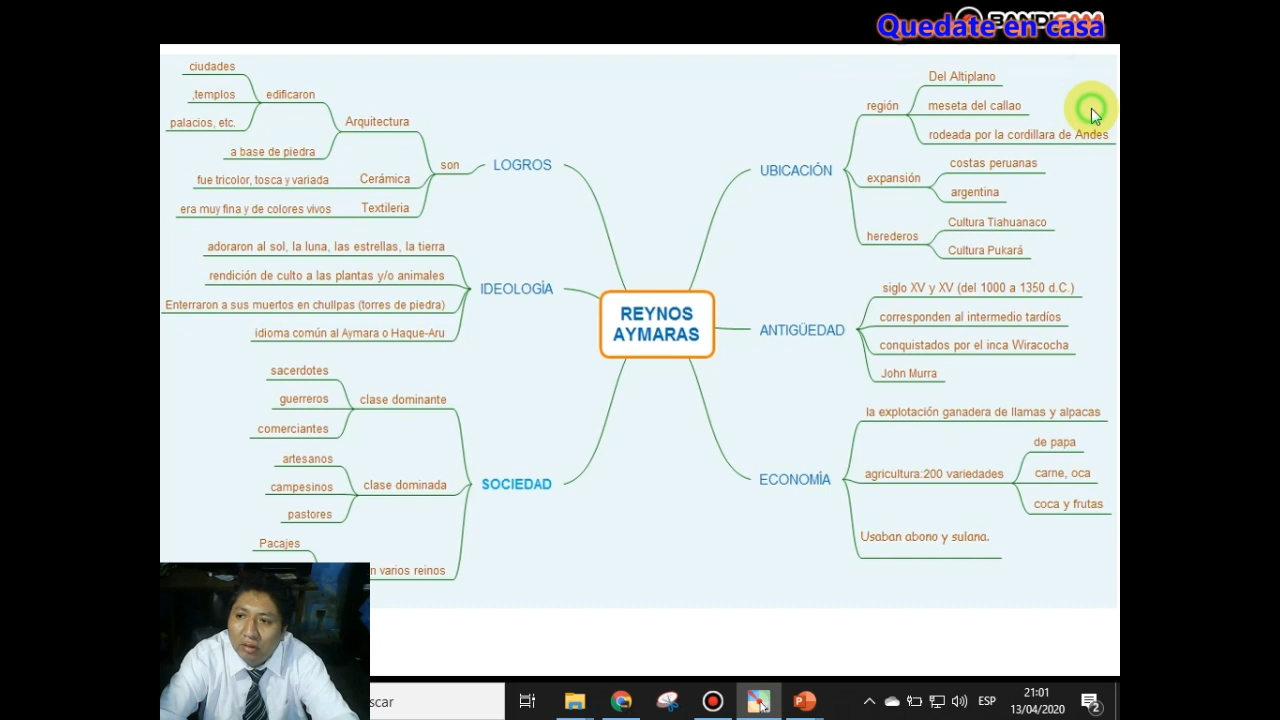 BANDICAM
Quedate en casa
REYNOS
AYMARAS
LOGROS
son
Arquitectura
edificaron
ciudades
,templos
palacios, etc.
a base de piedra
Cerámica
fue tricolor, tosca y variada
Textileria
era muy fina y de colores vivos
IDEOLOGÍA
adoraron al sol, la luna, las estrellas, la tierra
rendición de culto a las plantas y/o animales
Enterraron a sus muertos en chullpas (torres de piedra)
idioma común al Aymara o Haque-Aru
SOCIEDAD
clase dominante
sacerdotes
guerreros
comerciantes
clase dominada
artesanos
campesinos
pastores
varios reinos
Pacajes
UBICACIÓN
región
Del Altiplano
meseta del callao
rodeada por la cordillara de Andes
expansión
costas peruanas
argentina
herederos
Cultura Tiahuanaco
Cultura Pukará
ANTIGÜEDAD
siglo XV y XV (del 1000 a 1350 d.C.)
corresponden al intermedio tardíos
conquistados por el inca Wiracocha
John Murra
ECONOMÍA
la explotación ganadera de llamas y alpacas
agricultura:200 variedades
de papa
carne, oca
coca y frutas
Usaban abono y sulana.
ESP
21:01
13/04/2020
2